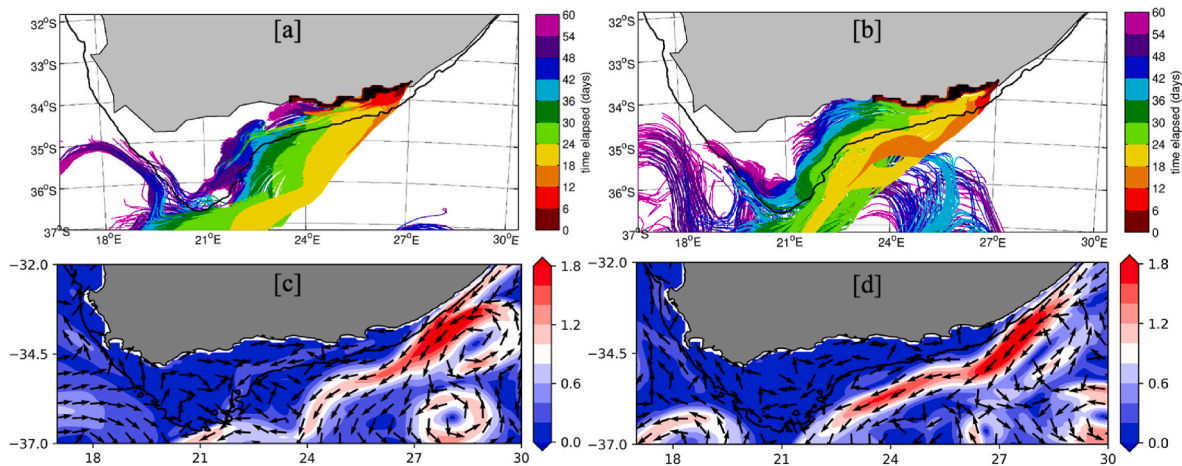 [a]
32°S
33°S
34°S
35°S
36°S
37°S
18°E 21°E 24°E 27°E 30°E
60
54
48
42
36
30
24
18
12
6
0
time elapsed (days)
[b]
32°S
33°S
34°S
35°S
36°S
37°S
18°E 21°E 24°E 27°E 30°E
60
54
48
42
36
30
24
18
12
6
0
time elapsed (days)
[c]
−32.0
−34.5
−37.0
18 21 24 27 30
1.8
1.2
0.6
0.0
[d]
−32.0
−34.5
−37.0
18 21 24 27 30
1.8
1.2
0.6
0.0